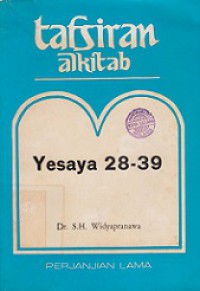 tafsiran
alkitab
Yesaya 28-39
Dr. S.H. Widyapranawa
PERJANJIAN LAMA